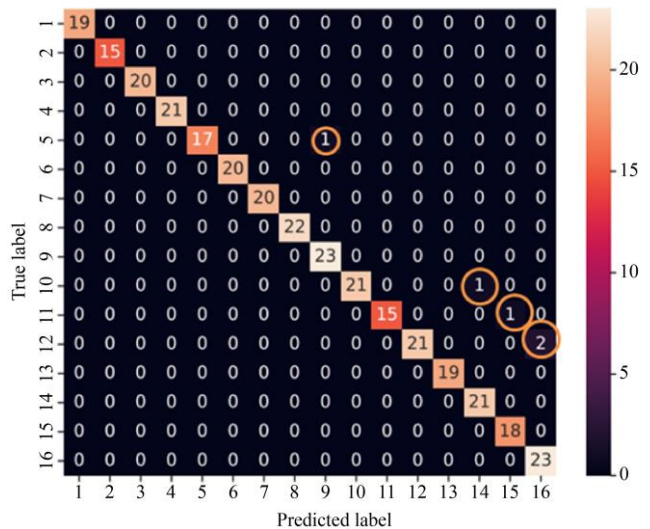 1 19 0 0 0 0 0 0 0 0 0 0 0 0 0 0 0
2 0 15 0 0 0 0 0 0 0 0 0 0 0 0 0 0
3 0 0 20 0 0 0 0 0 0 0 0 0 0 0 0 0
4 0 0 0 21 0 0 0 0 0 0 0 0 0 0 0 0
5 0 0 0 0 17 0 0 0 1 0 0 0 0 0 0 0
6 0 0 0 0 0 20 0 0 0 0 0 0 0 0 0 0
7 0 0 0 0 0 0 20 0 0 0 0 0 0 0 0 0
8 0 0 0 0 0 0 0 22 0 0 0 0 0 0 0 0
9 0 0 0 0 0 0 0 0 23 0 0 0 0 0 0 0
10 0 0 0 0 0 0 0 0 0 21 0 0 0 1 0 0
11 0 0 0 0 0 0 0 0 0 0 15 0 0 0 1 0
12 0 0 0 0 0 0 0 0 0 0 0 21 0 0 0 2
13 0 0 0 0 0 0 0 0 0 0 0 0 19 0 0 0
14 0 0 0 0 0 0 0 0 0 0 0 0 0 21 0 0
15 0 0 0 0 0 0 0 0 0 0 0 0 0 0 18 0
16 0 0 0 0 0 0 0 0 0 0 0 0 0 0 0 23
1 2 3 4 5 6 7 8 9 10 11 12 13 14 15 16
Predicted label
True label
20
15
10
5
0